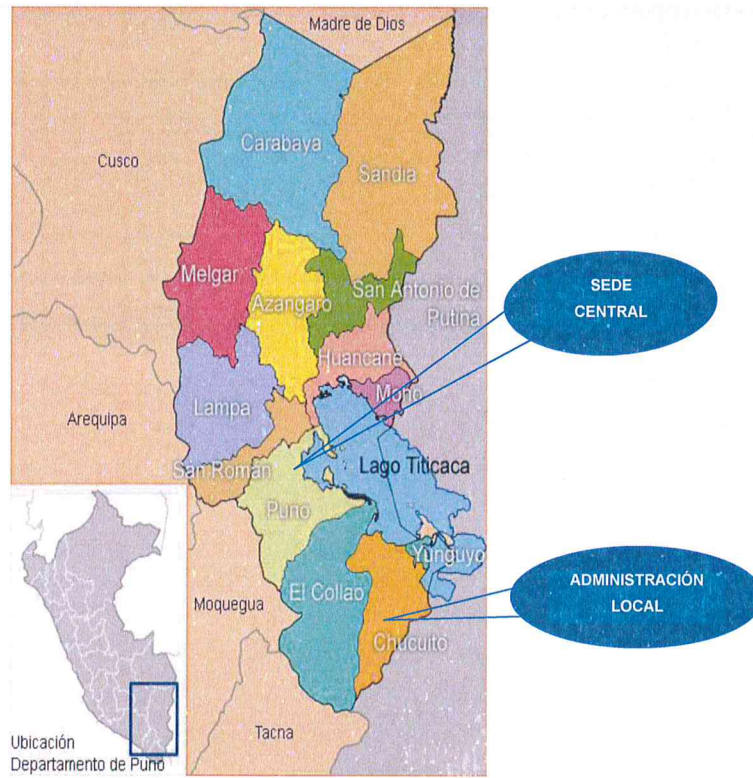 Madre de Dios
Carabaya
Cusco
Sandia
Melgar
Azangaro
San Antonio de
Putina
SEDE
CENTRAL
Huancané
Moho
Lampa
Arequipa
Lago Titicaca
San Román
Puno
Yunguyo
ADMINISTRACIÓN
LOCAL
El Collao
Moquegua
Chucuito
Tacna
Ubicación
Departamento de Puno